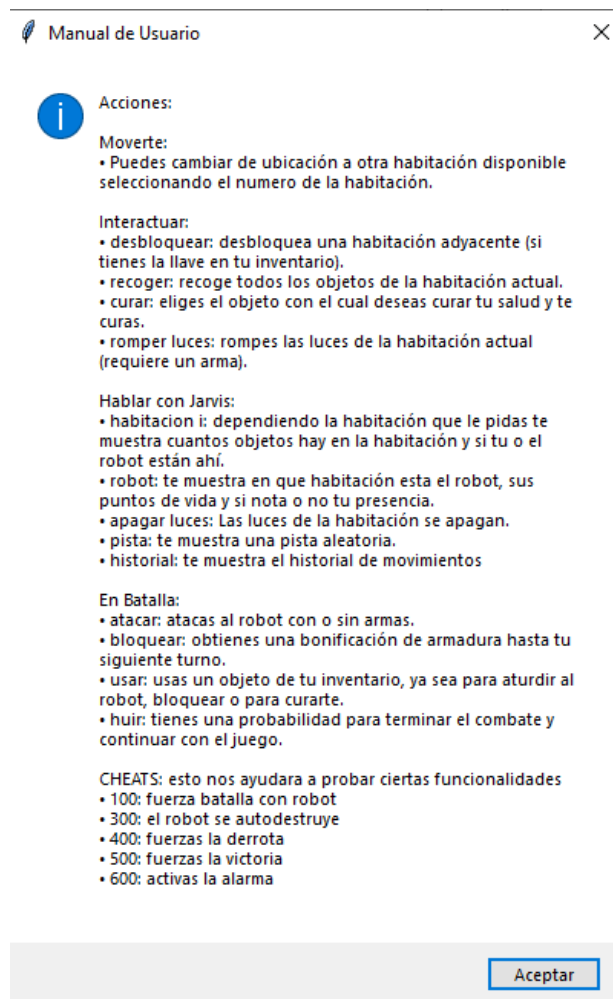 Manual de Usuario
Acciones:
Moverte:
• Puedes cambiar de ubicación a otra habitación disponible
seleccionando el numero de la habitación.
Interactuar:
• desbloquear: desbloquea una habitación adyacente (si
tienes la llave en tu inventario).
• recoger: recoge todos los objetos de la habitación actual.
• curar: eliges el objeto con el cual deseas curar tu salud y te
curas.
• romper luces: rompes las luces de la habitación actual
(requiere un arma).
Hablar con Jarvis:
• habitacion i: dependiendo la habitación que le pidas te
muestra cuantos objetos hay en la habitación y si tu o el
robot están ahí.
• robot: te muestra en que habitación esta el robot, sus
puntos de vida y si nota o no tu presencia.
• apagar luces: Las luces de la habitación se apagan.
• pista: te muestra una pista aleatoria.
• historial: te muestra el historial de movimientos
En Batalla:
• atacar: atacas al robot con o sin armas.
• bloquear: obtienes una bonificación de armadura hasta tu
siguiente turno.
• usar: usas un objeto de tu inventario, ya sea para aturdir al
robot, bloquear o para curarte.
• huir: tienes una probabilidad para terminar el combate y
continuar con el juego.
CHEATS: esto nos ayudara a probar ciertas funcionalidades
• 100: fuerza batalla con robot
• 300: el robot se autodestruye
• 400: fuerzas la derrota
• 500: fuerzas la victoria
• 600: activas la alarma
Aceptar